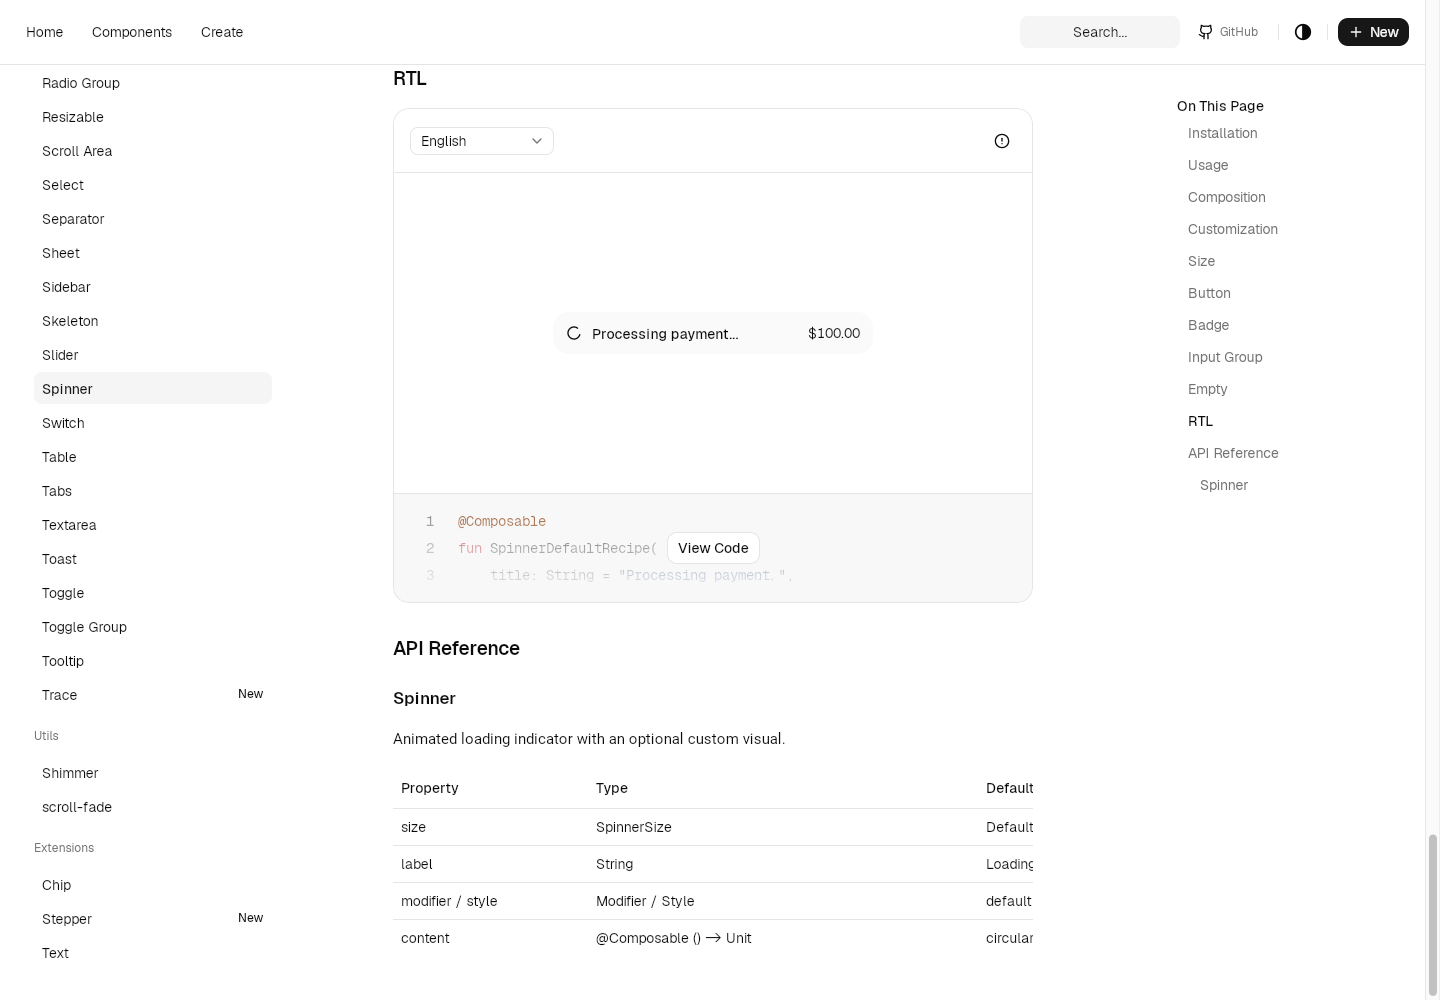 Home Components Create Search... GitHub New
Radio Group
Resizable
Scroll Area
Select
Separator
Sheet
Sidebar
Skeleton
Slider
Spinner
Switch
Table
Tabs
Textarea
Toast
Toggle
Toggle Group
Tooltip
Trace New
Utils
Shimmer
scroll-fade
Extensions
Chip
Stepper New
Text
RTL
English
Processing payment... $100.00
1 @Composable
2 fun SpinnerDefaultRecipe(
View Code
3 title: String = "Processing payment…",
API Reference
Spinner
Animated loading indicator with an optional custom visual.
Property Type Default
size SpinnerSize Default
label String Loading
modifier / style Modifier / Style default
content @Composable () -> Unit circular
On This Page
Installation
Usage
Composition
Customization
Size
Button
Badge
Input Group
Empty
RTL
API Reference
Spinner